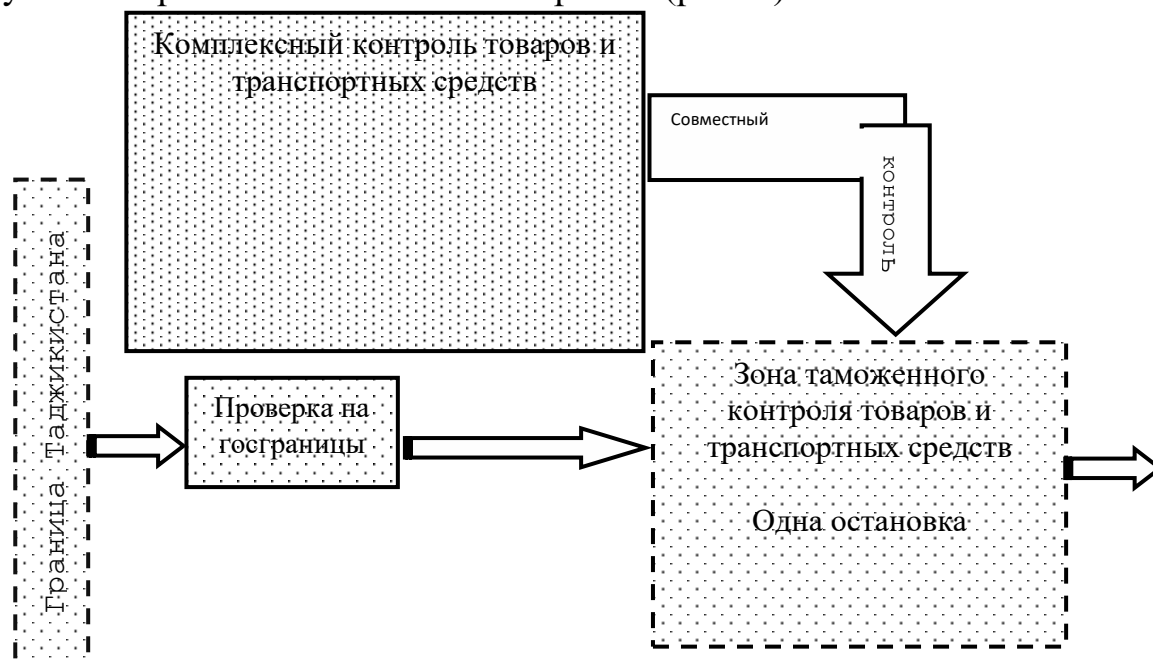 Комплексный контроль товаров и
транспортных средств
Совместный
контроль
Граница Таджикистана
Проверка на
госграницы
Зона таможенного
контроля товаров и
транспортных средств
Одна остановка